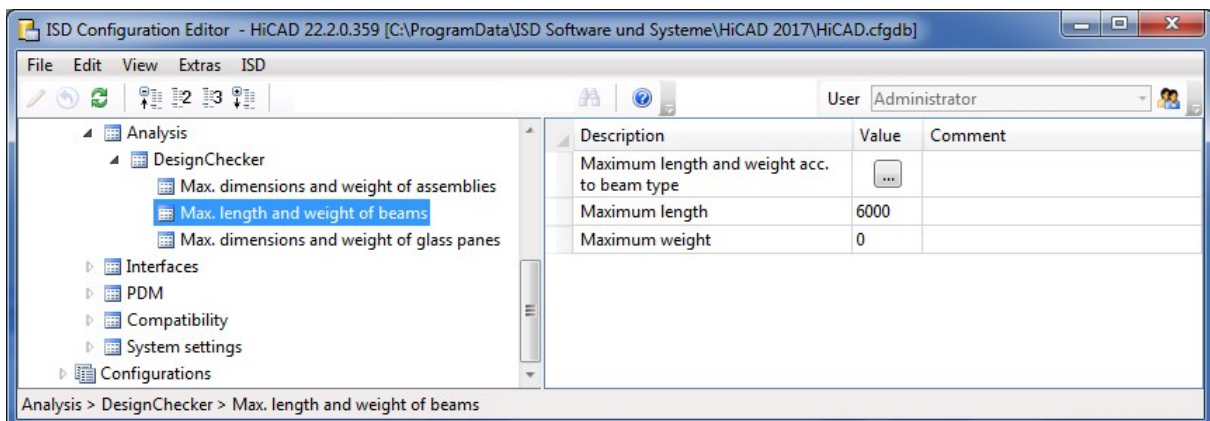 ISD Configuration Editor - HiCAD 22.2.0.359 [C:\ProgramData\ISD Software und Systeme\HiCAD 2017\HiCAD.cfgdb]
File Edit View Extras ISD
2 3 User Administrator
Analysis
DesignChecker
Max. dimensions and weight of assemblies
Max. length and weight of beams
Max. dimensions and weight of glass panes
Interfaces
PDM
Compatibility
System settings
Configurations
Description Value Comment
Maximum length and weight acc.
to beam type ...
Maximum length 6000
Maximum weight 0
Analysis > DesignChecker > Max. length and weight of beams